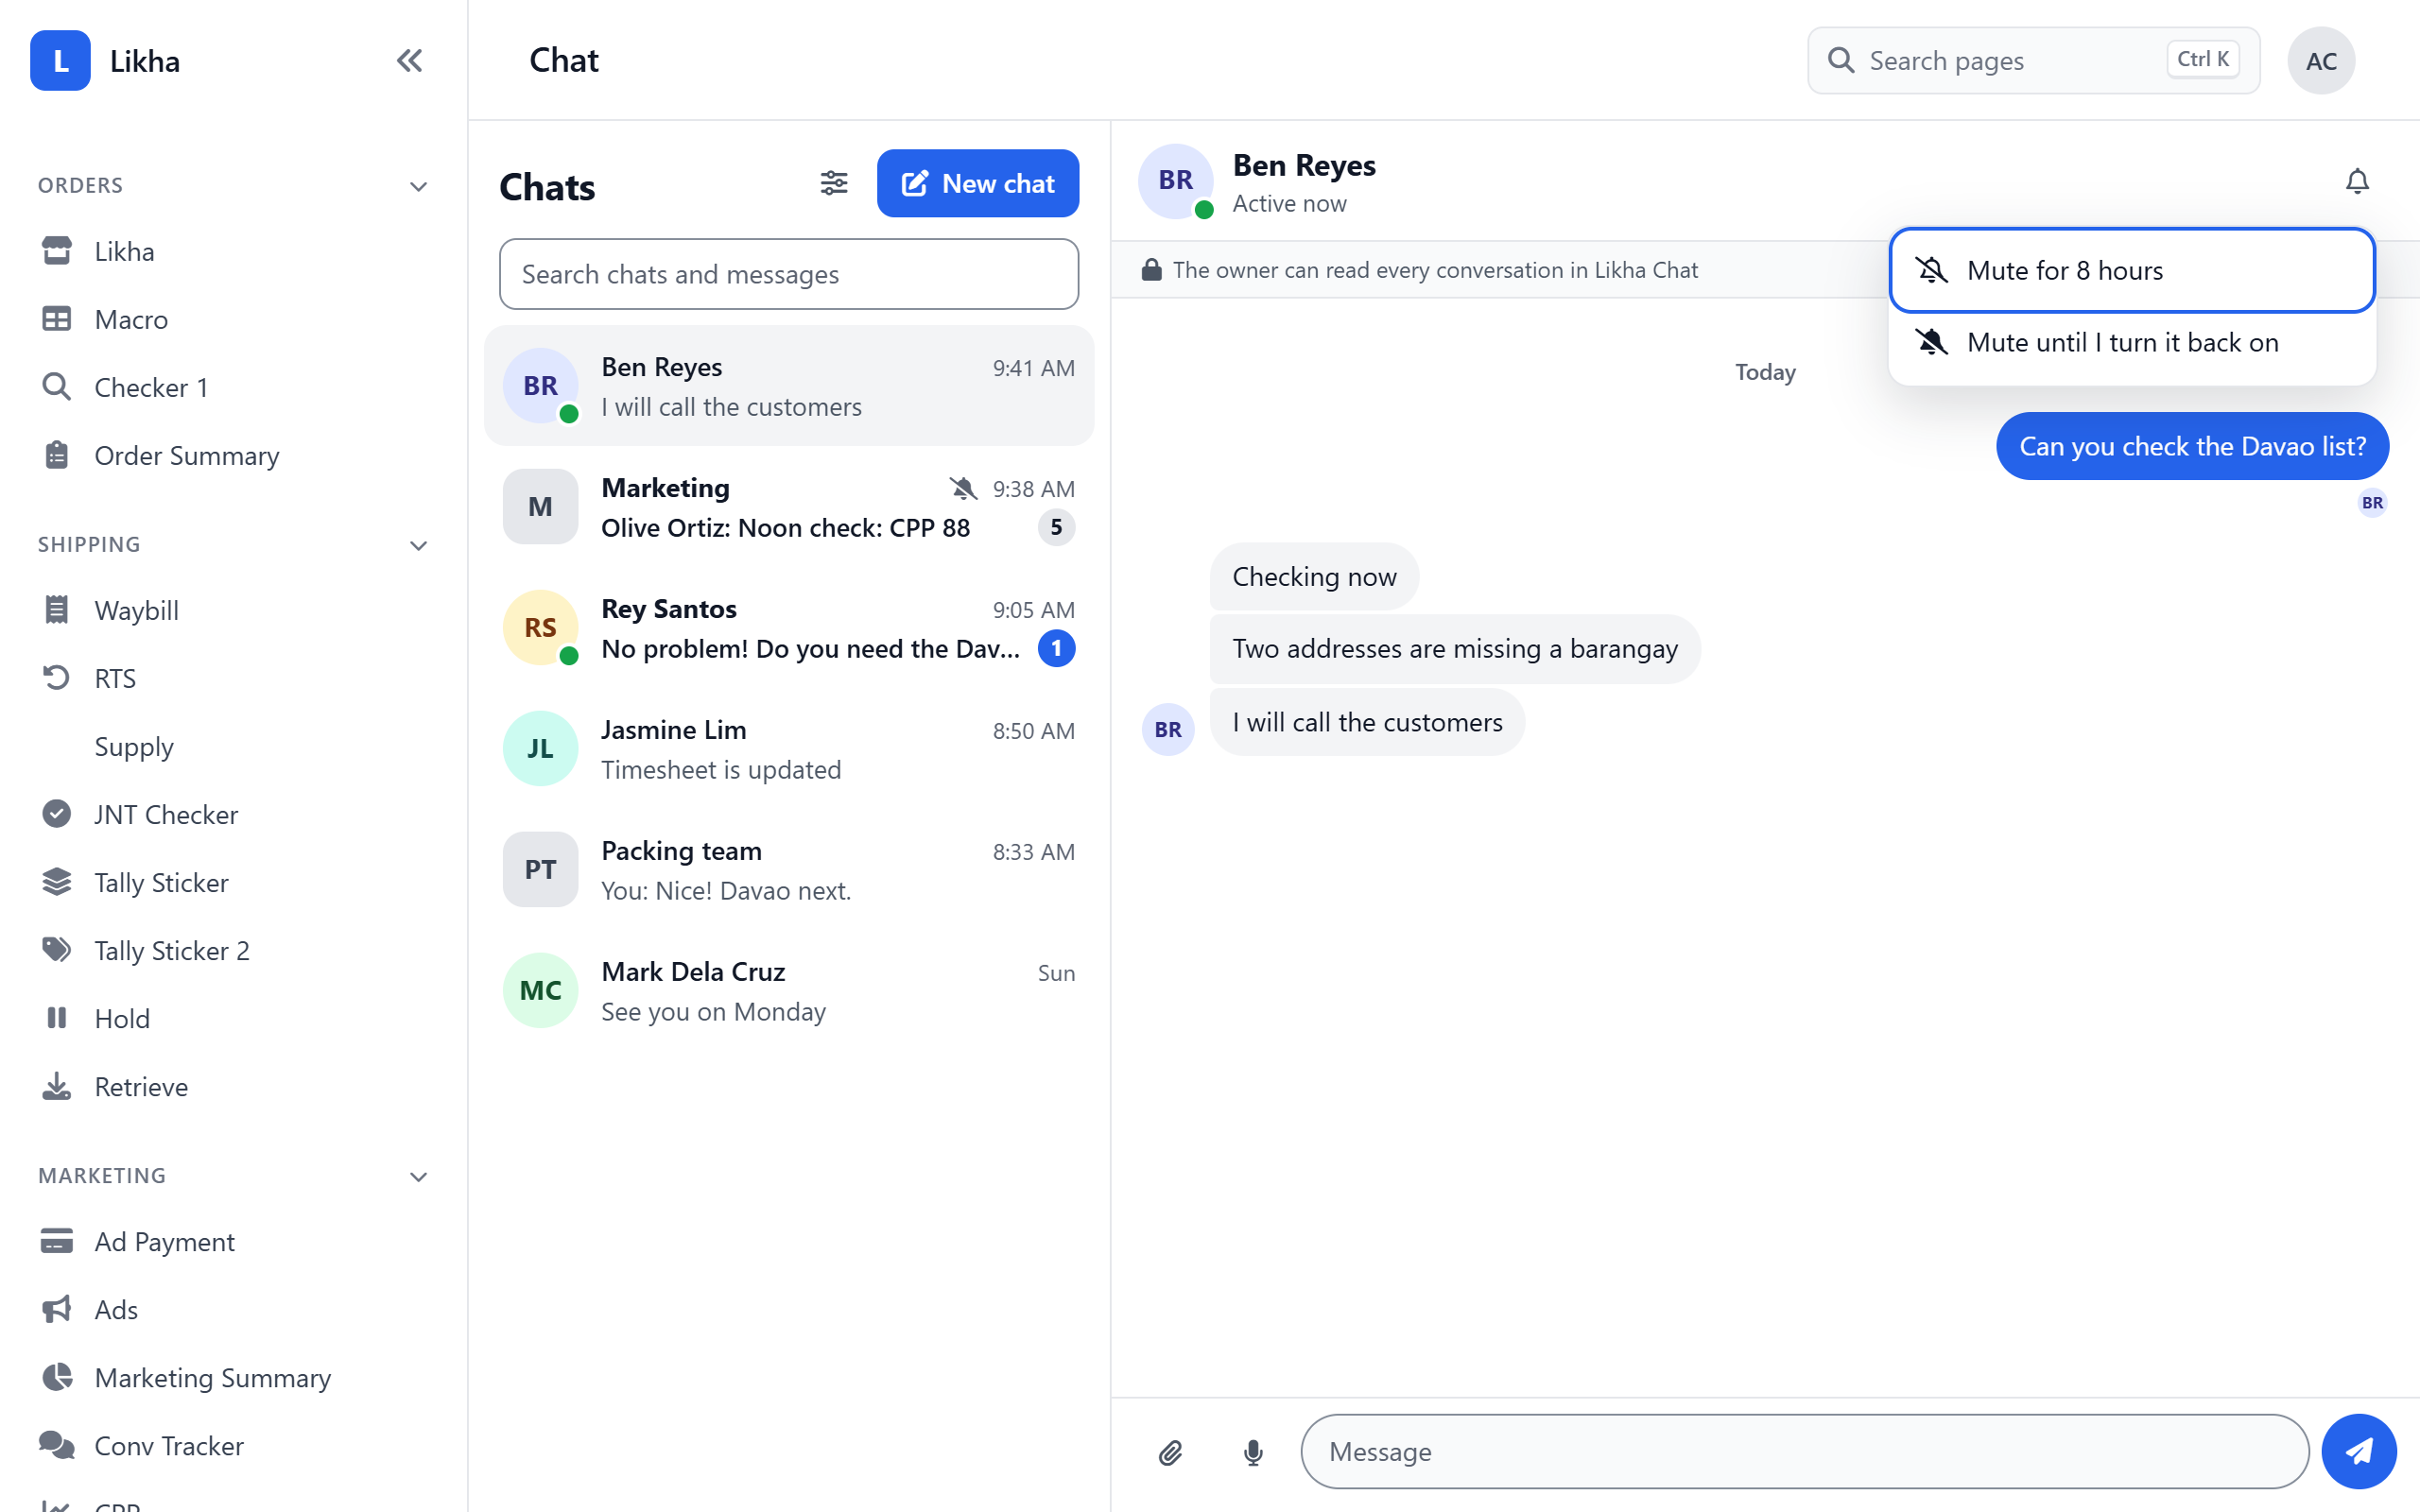 L Likha
ORDERS
Likha
Macro
Checker 1
Order Summary
SHIPPING
Waybill
RTS
Supply
JNT Checker
Tally Sticker
Tally Sticker 2
Hold
Retrieve
MARKETING
Ad Payment
Ads
Marketing Summary
Conv Tracker
Chat
Search pages Ctrl K
AC
Chats
New chat
Search chats and messages
BR Ben Reyes 9:41 AM
I will call the customers
M Marketing 9:38 AM
Olive Ortiz: Noon check: CPP 88 5
RS Rey Santos 9:05 AM
No problem! Do you need the Dav... 1
JL Jasmine Lim 8:50 AM
Timesheet is updated
PT Packing team 8:33 AM
You: Nice! Davao next.
MC Mark Dela Cruz Sun
See you on Monday
BR Ben Reyes
Active now
The owner can read every conversation in Likha Chat
Mute for 8 hours
Mute until I turn it back on
Today
Can you check the Davao list?
BR
Checking now
Two addresses are missing a barangay
BR I will call the customers
Message